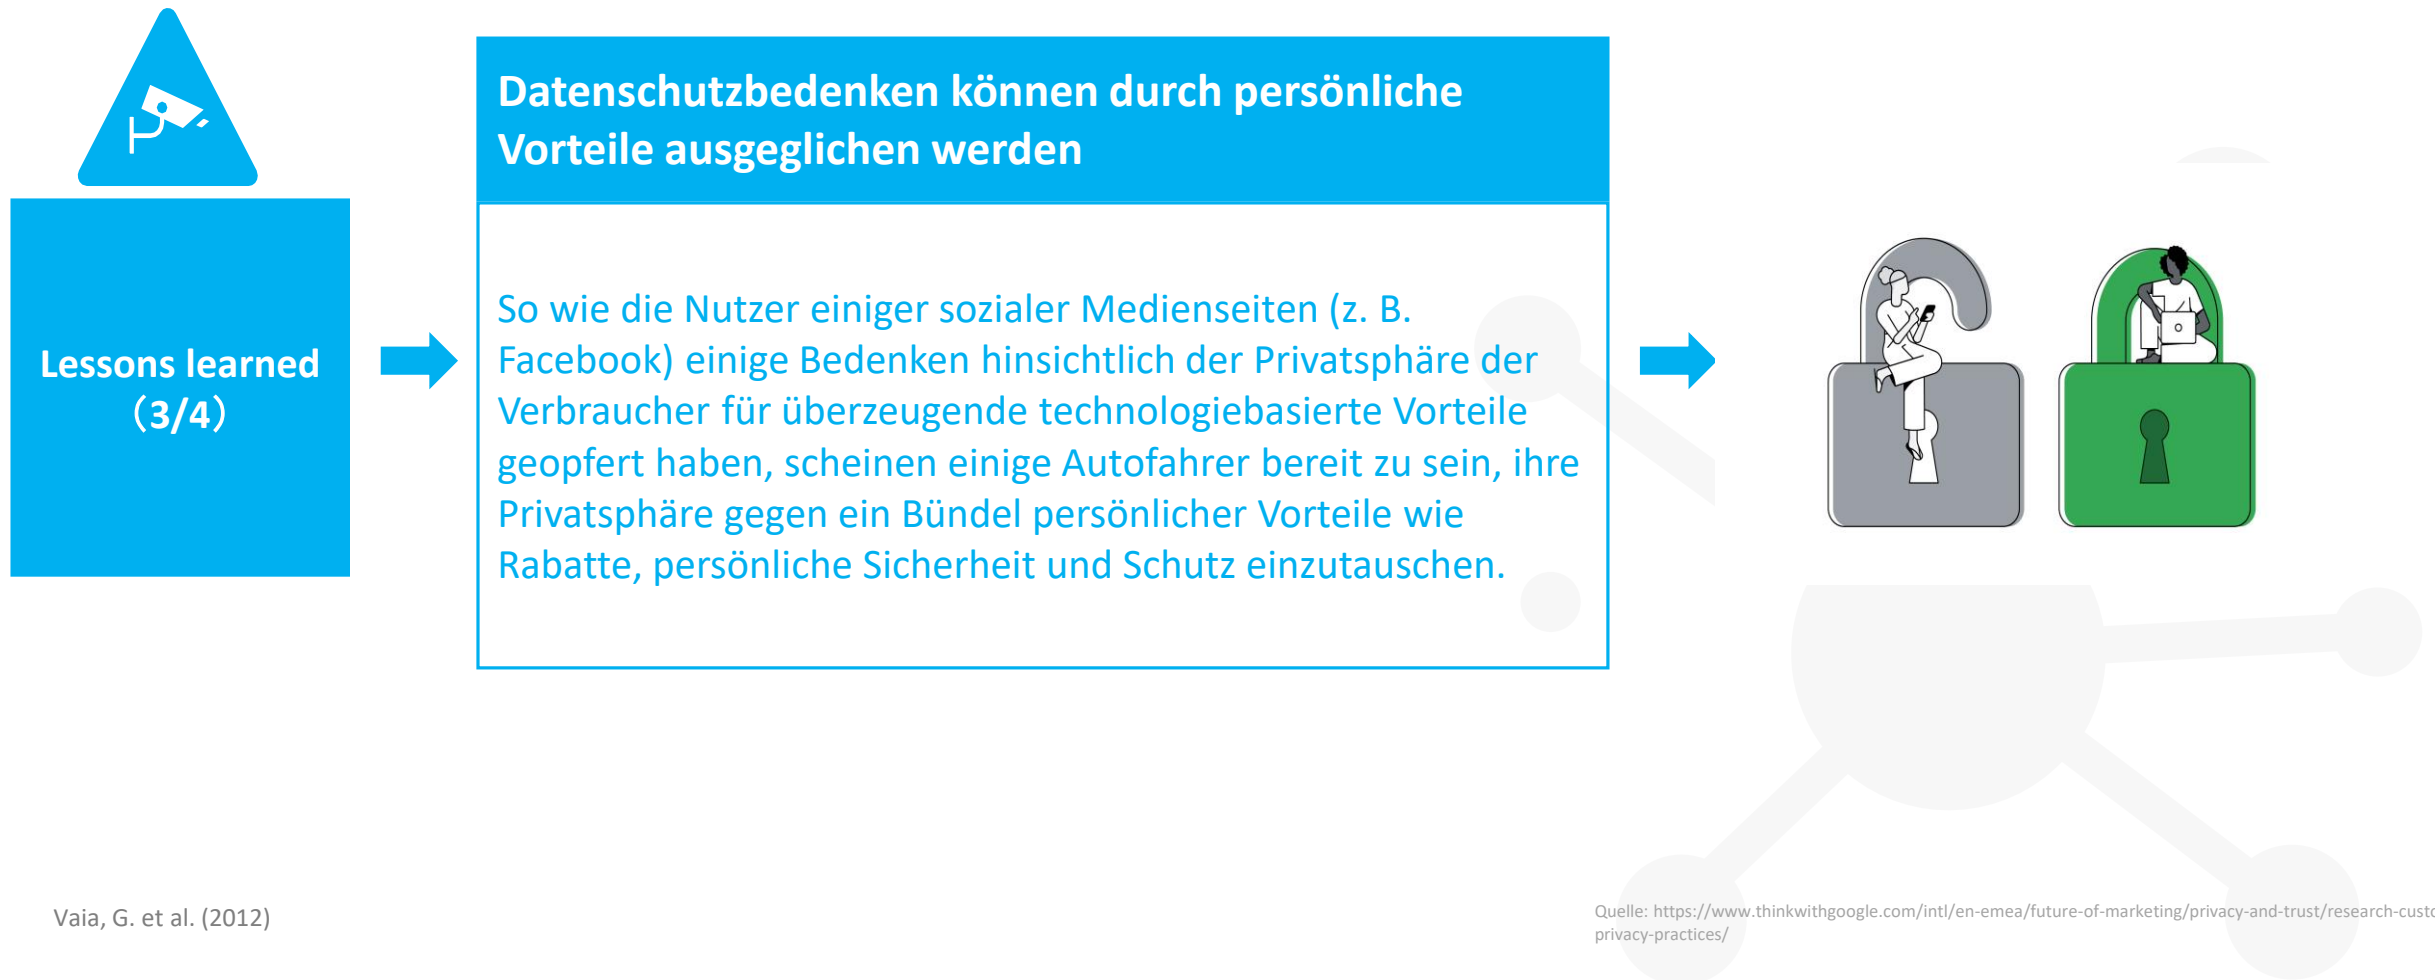 Lessons learned
（3/4）
Datenschutzbedenken können durch persönliche
Vorteile ausgeglichen werden
So wie die Nutzer einiger sozialer Medienseiten (z. B.
Facebook) einige Bedenken hinsichtlich der Privatsphäre der
Verbraucher für überzeugende technologiebasierte Vorteile
geopfert haben, scheinen einige Autofahrer bereit zu sein, ihre
Privatsphäre gegen ein Bündel persönlicher Vorteile wie
Rabatte, persönliche Sicherheit und Schutz einzutauschen.
Vaia, G. et al. (2012)
Quelle: https://www.thinkwithgoogle.com/intl/en-emea/future-of-marketing/privacy-and-trust/research-custo
privacy-practices/